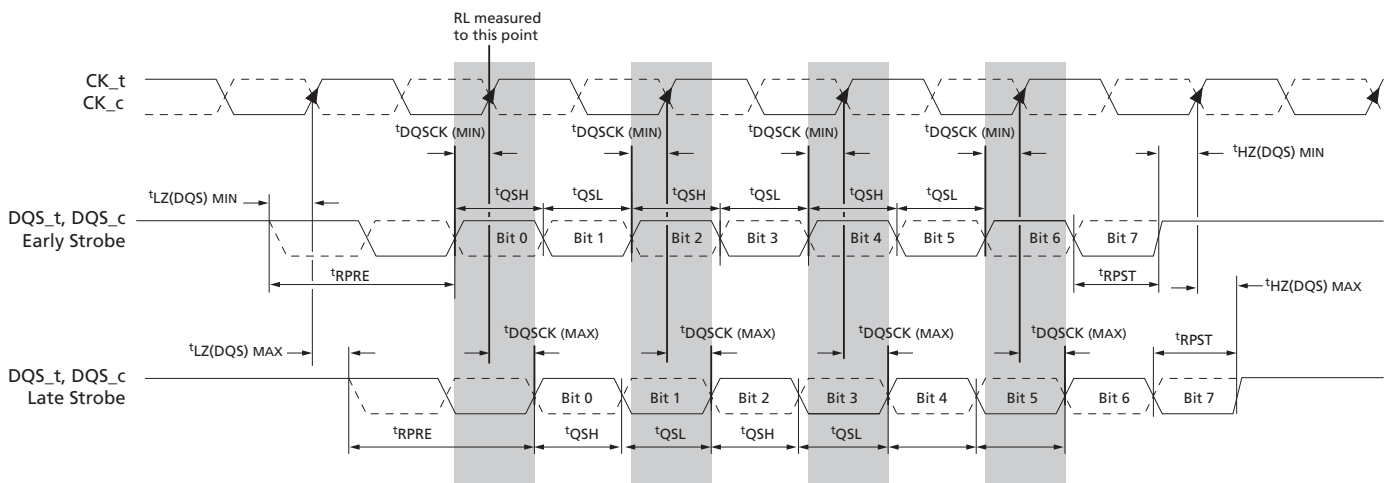 RL measured
to this point
CK_t
CK_c
tDQSCK (MIN) tDQSCK (MIN) tDQSCK (MIN) tDQSCK (MIN)
tHZ(DQS) MIN
tLZ(DQS) MIN
tQSH tQSL tQSH tQSL tQSH tQSL
DQS_t, DQS_c
Early Strobe
Bit 0 Bit 1 Bit 2 Bit 3 Bit 4 Bit 5 Bit 6 Bit 7
tRPRE
tRPST
tHZ(DQS) MAX
tDQSCK (MAX) tDQSCK (MAX) tDQSCK (MAX) tDQSCK (MAX)
tLZ(DQS) MAX
tRPST
DQS_t, DQS_c
Late Strobe
Bit 0 Bit 1 Bit 2 Bit 3 Bit 4 Bit 5 Bit 6 Bit 7
tRPRE
tQSH tQSL tQSH tQSL